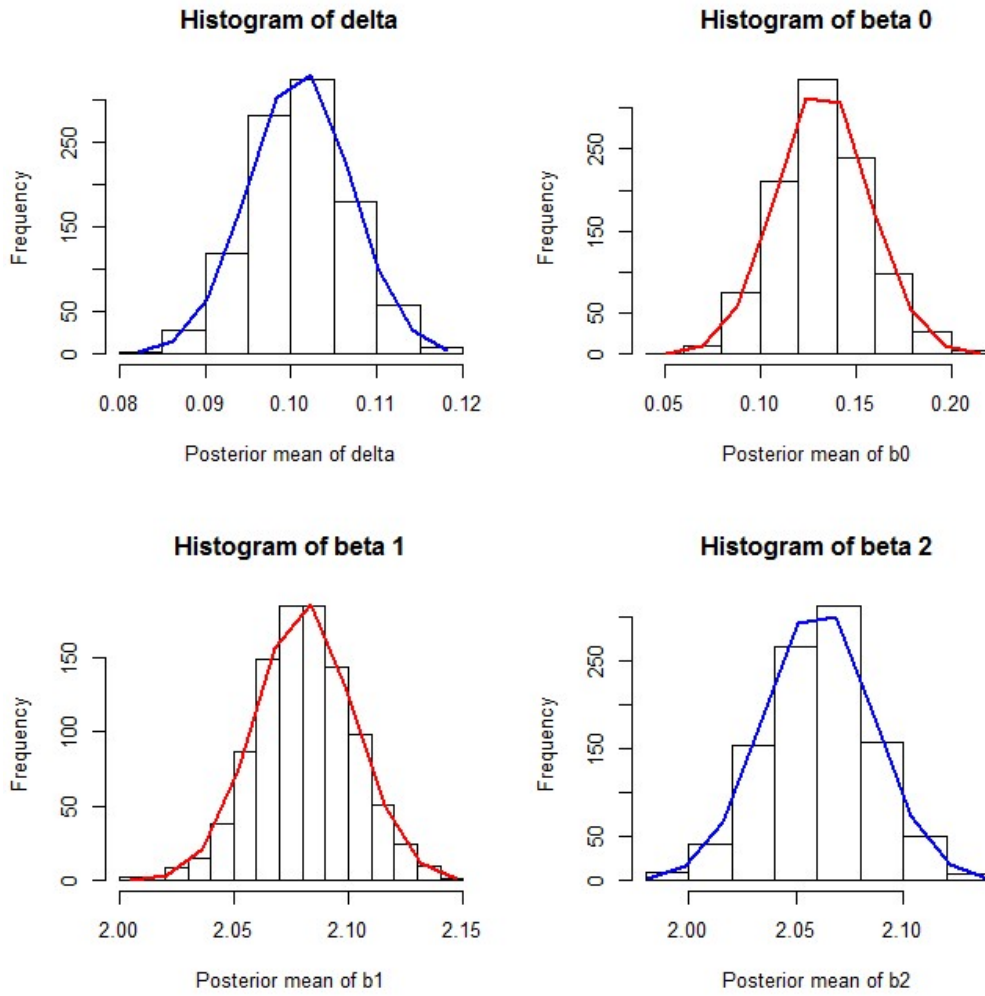 Histogram of delta
Frequency
0 50 150 250
0.08 0.09 0.10 0.11 0.12
Posterior mean of delta
Histogram of beta 0
Frequency
0 50 150 250
0.05 0.10 0.15 0.20
Posterior mean of b0
Histogram of beta 1
Frequency
0 50 100 150
2.00 2.05 2.10 2.15
Posterior mean of b1
Histogram of beta 2
Frequency
0 50 150 250
2.00 2.05 2.10
Posterior mean of b2